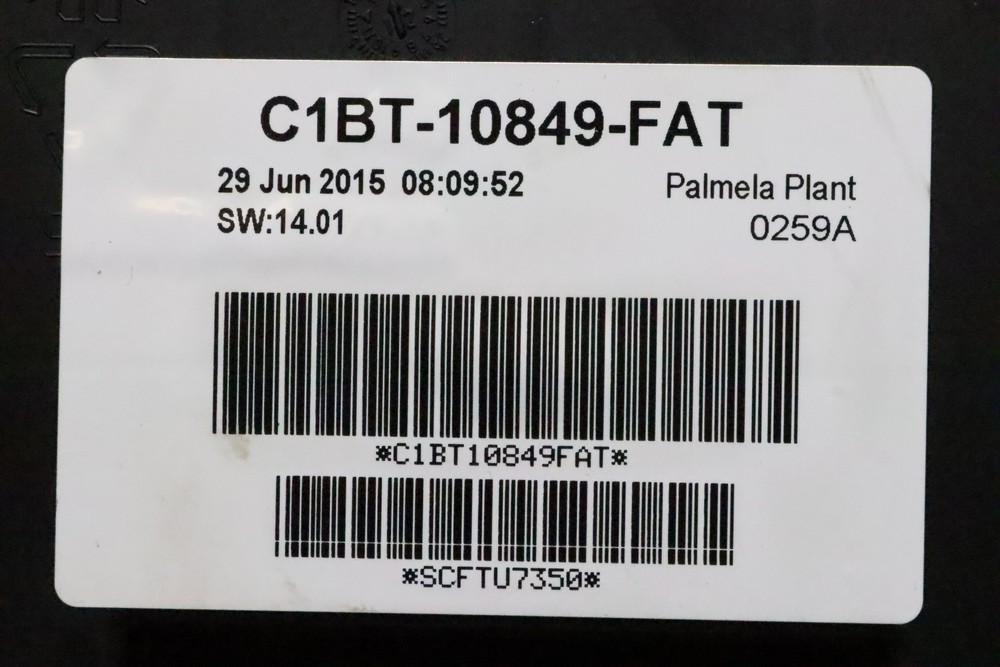 C1BT-10849-FAT
29 Jun 2015 08:09:52 Palmela Plant
SW:14.01 0259A
*C1BT10849FAT*
*SCFTU7350*